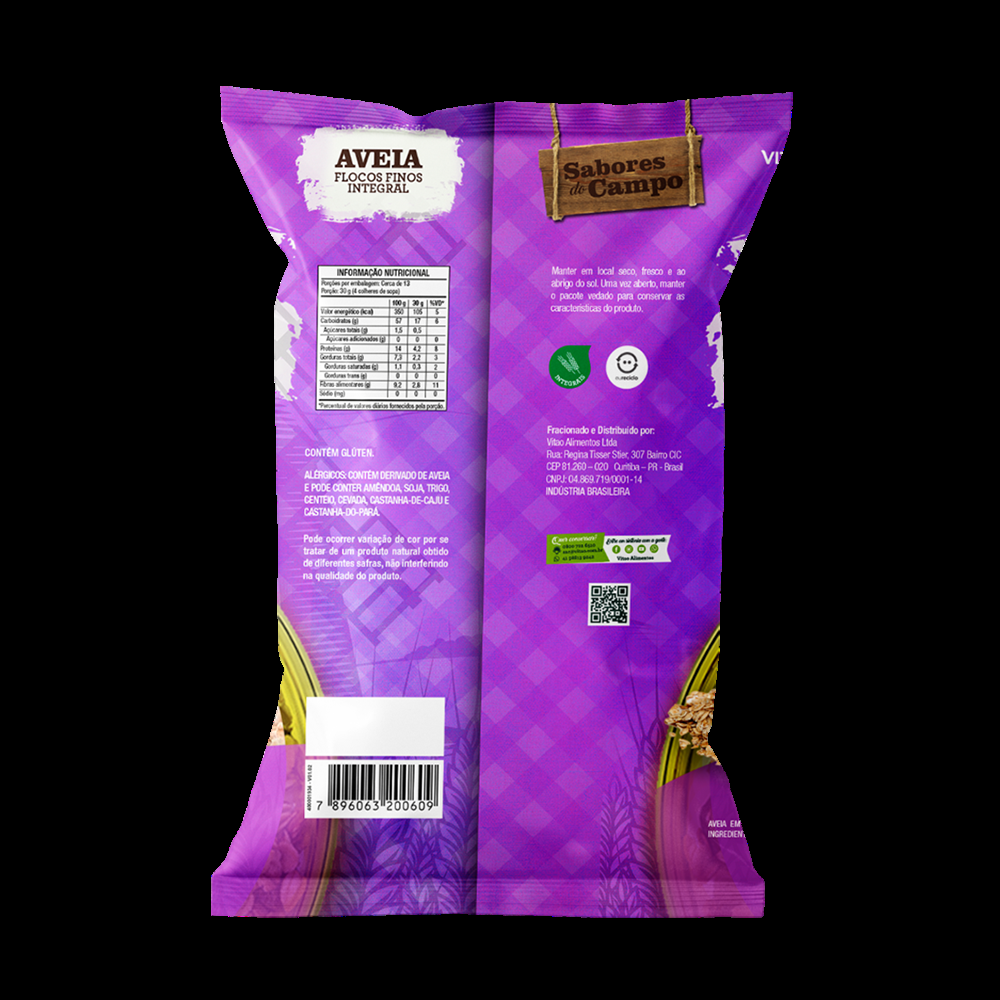 AVEIA
FLOCOS FINOS
INTEGRAL
INFORMAÇÃO NUTRICIONAL
Porções por embalagem: Cerca de 13
Porção: 30 g (4 colheres de sopa)
100 g 30 g %VD*
Valor energético (kcal) 350 105 5
Carboidratos (g) 57 17 6
Açúcares totais (g) 1,5 0,5
Açúcares adicionados (g) 0 0 0
Proteínas (g) 14 4,2 8
Gorduras totais (g) 7,3 2,2 3
Gorduras saturadas (g) 1,1 0,3 2
Gorduras trans (g) 0 0 0
Fibras alimentares (g) 9,2 2,8 11
Sódio (mg) 0 0 0
*Percentual de valores diários fornecidos pela porção.
CONTÉM GLÚTEN.
ALÉRGICOS: CONTÉM DERIVADO DE AVEIA
E PODE CONTER AMÊNDOA, SOJA, TRIGO,
CENTEIO, CEVADA, CASTANHA-DE-CAJU E
CASTANHA-DO-PARÁ.
Pode ocorrer variação de cor por se
tratar de um produto natural obtido
de diferentes safras, não interferindo
na qualidade do produto.
7 896063 200609
Sabores
do Campo
VI
Manter em local seco, fresco e ao
abrigo do sol. Uma vez aberto, manter
o pacote vedado para conservar as
características do produto.
INTEGRAIS
eu reciclo
Fracionado e Distribuido por:
Vitao Alimentos Ltda
Rua: Regina Tisser Stier, 307 Bairro CIC
CEP 81.260 – 020 Curitiba – PR - Brasil
CNPJ: 04.869.719/0001-14
INDÚSTRIA BRASILEIRA
Vitao Alimentos
AVEIA EM
INGREDIENT